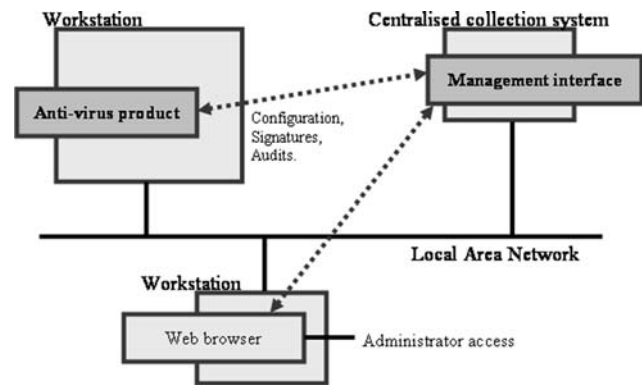 Workstation
Centralised collection system
Management interface
Anti-virus product
Configuration,
Signatures,
Audits.
Local Area Network
Workstation
Web browser
Administrator access